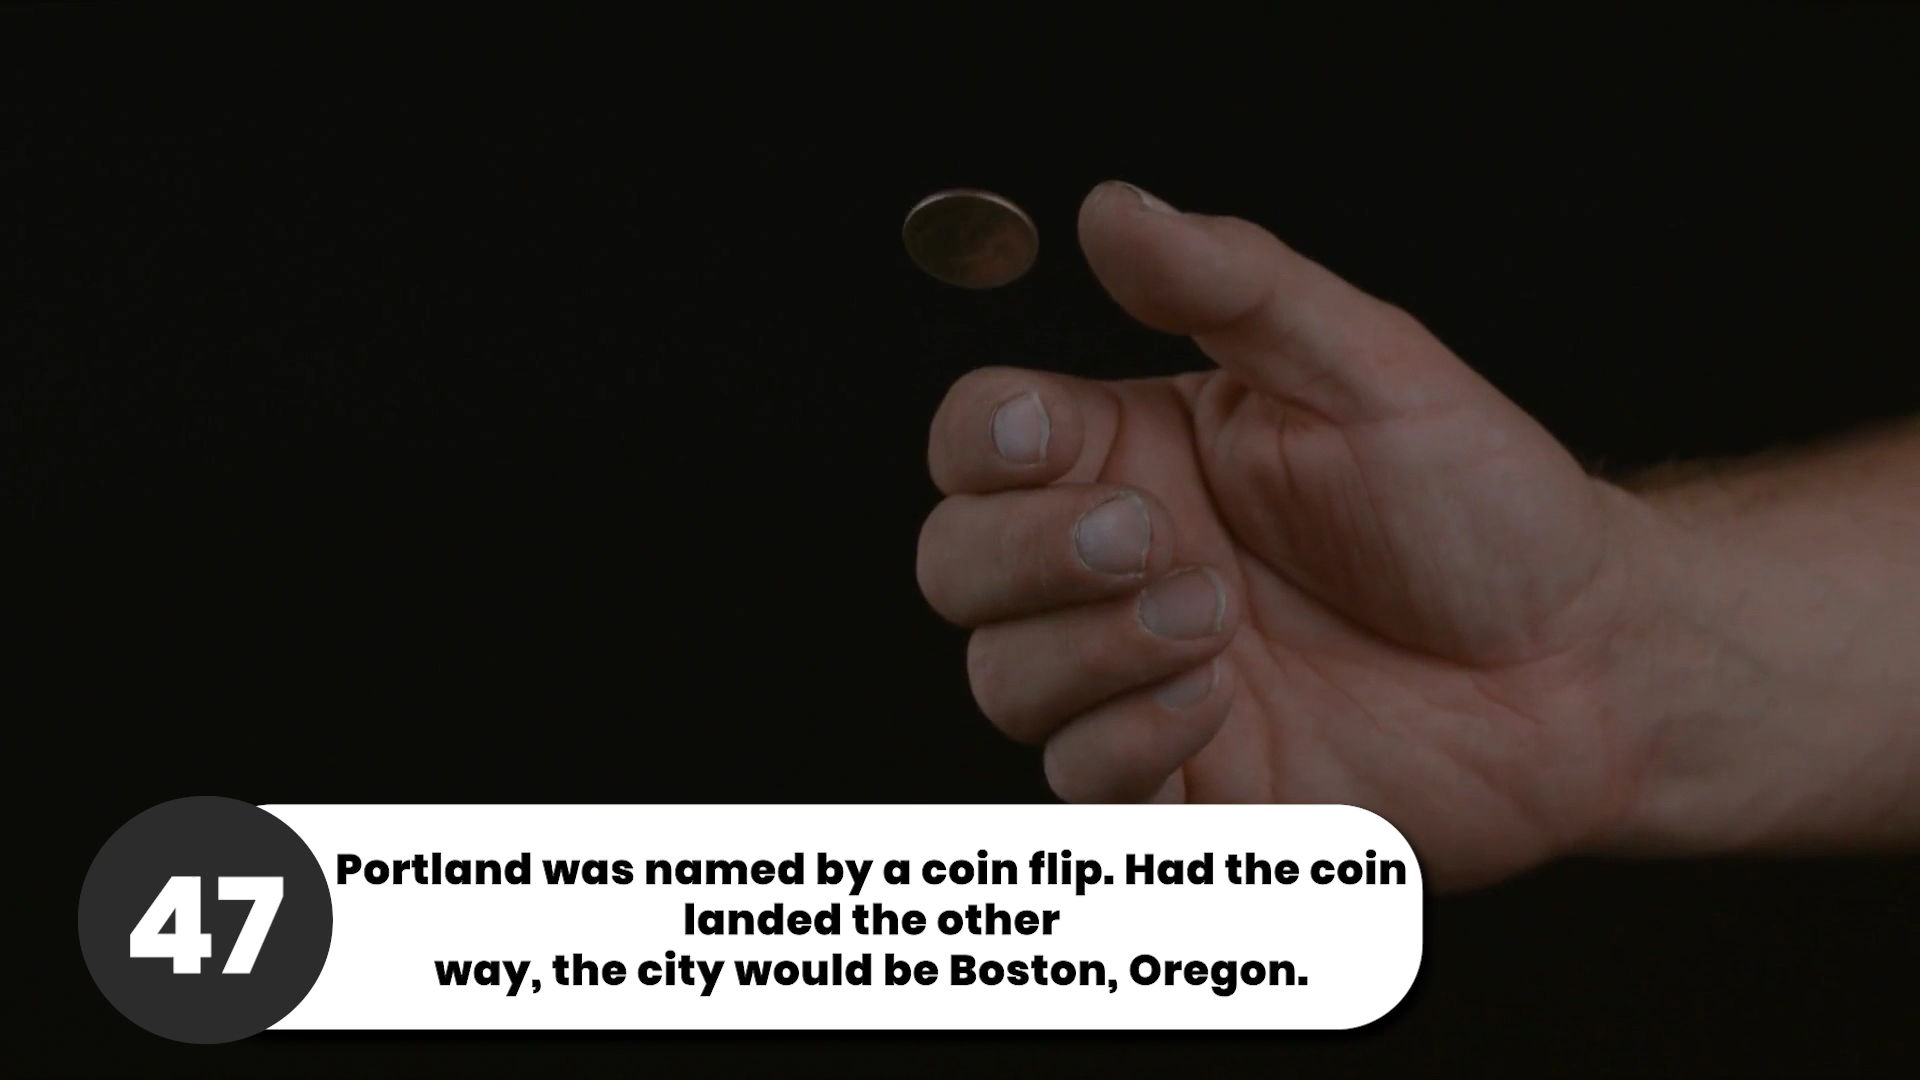 47
Portland was named by a coin flip. Had the coin
landed the other
way, the city would be Boston, Oregon.